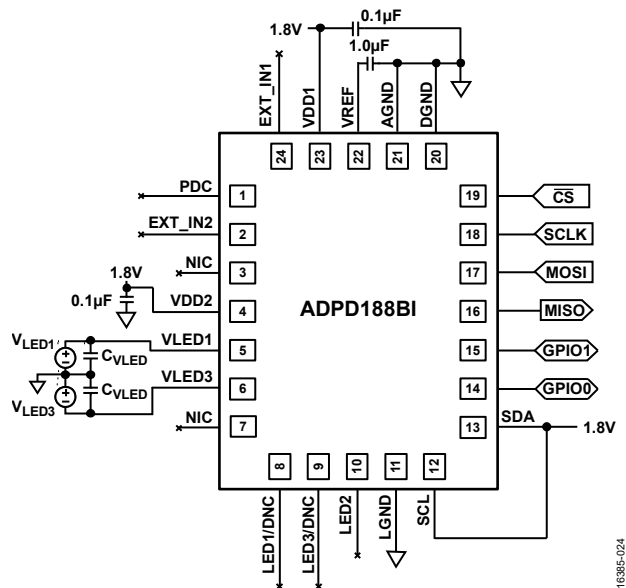 1.8V
0.1µF
1.0µF
EXT_IN1
VDD1
VREF
AGND
DGND
24
23
22
21
20
PDC
1
19
CS
EXT_IN2
2
18
SCLK
NIC
3
17
MOSI
1.8V
0.1µF
VDD2
4
ADPD188BI
16
MISO
VLED1
VLED1
5
15
GPIO1
CVLED
CVLED
VLED3
VLED3
6
14
GPIO0
NIC
7
13
SDA
1.8V
8
9
10
11
12
LED1/DNC
LED3/DNC
LED2
LGND
SCL
16385-024